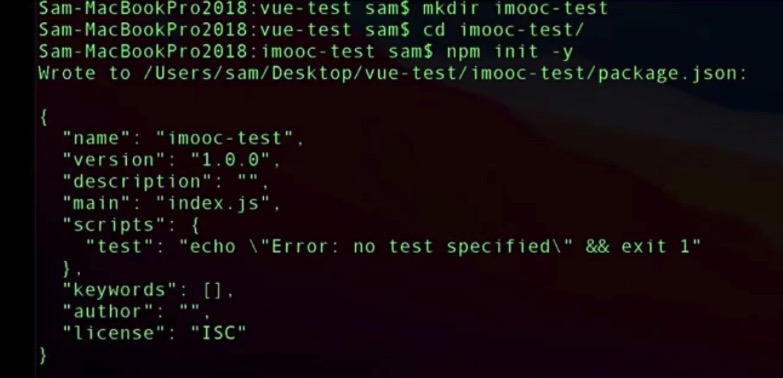 Sam-MacBookPro2018:vue-test sam$ mkdir imooc-test
Sam-MacBookPro2018:vue-test sam$ cd imooc-test/
Sam-MacBookPro2018:imooc-test sam$ npm init -y
Wrote to /Users/sam/Desktop/vue-test/imooc-test/package.json:
{
"name": "imooc-test",
"version": "1.0.0",
"description": "",
"main": "index.js",
"scripts": {
"test": "echo \"Error: no test specified\" && exit 1"
},
"keywords": [],
"author": "",
"license": "ISC"
}